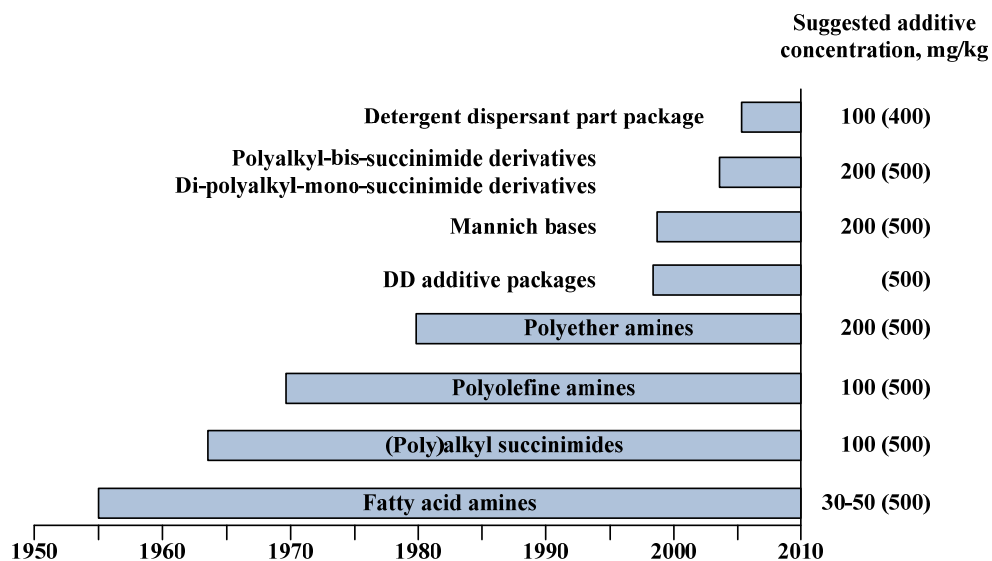 Suggested additive
concentration, mg/kg
Detergent dispersant part package
100 (400)
Polyalkyl-bis-succinimide derivatives
Di-polyalkyl-mono-succinimide derivatives
200 (500)
Mannich bases
200 (500)
DD additive packages
(500)
Polyether amines
200 (500)
Polyolefine amines
100 (500)
(Poly)alkyl succinimides
100 (500)
Fatty acid amines
30-50 (500)
1950 1960 1970 1980 1990 2000 2010